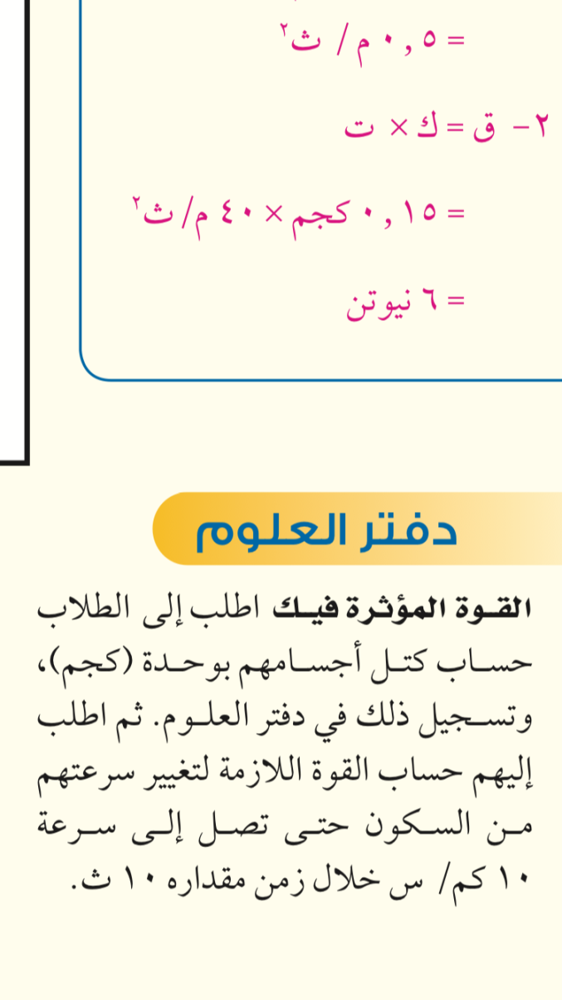 = ٠,٥ م/ ث٢
٢- ق = ك × ت
= ٠,١٥ كجم × ٤٠ م/ث٢
= ٦ نيوتن
دفتر العلوم
القوة المؤثرة فيك اطلب إلى الطلاب
حساب كتل أجسامهم بوحدة (كجم)،
وتسجيل ذلك في دفتر العلوم. ثم اطلب
إليهم حساب القوة اللازمة لتغيير سرعتهم
من السكون حتى تصل إلى سرعة
١٠ كم/ س خلال زمن مقداره ١٠ ث.